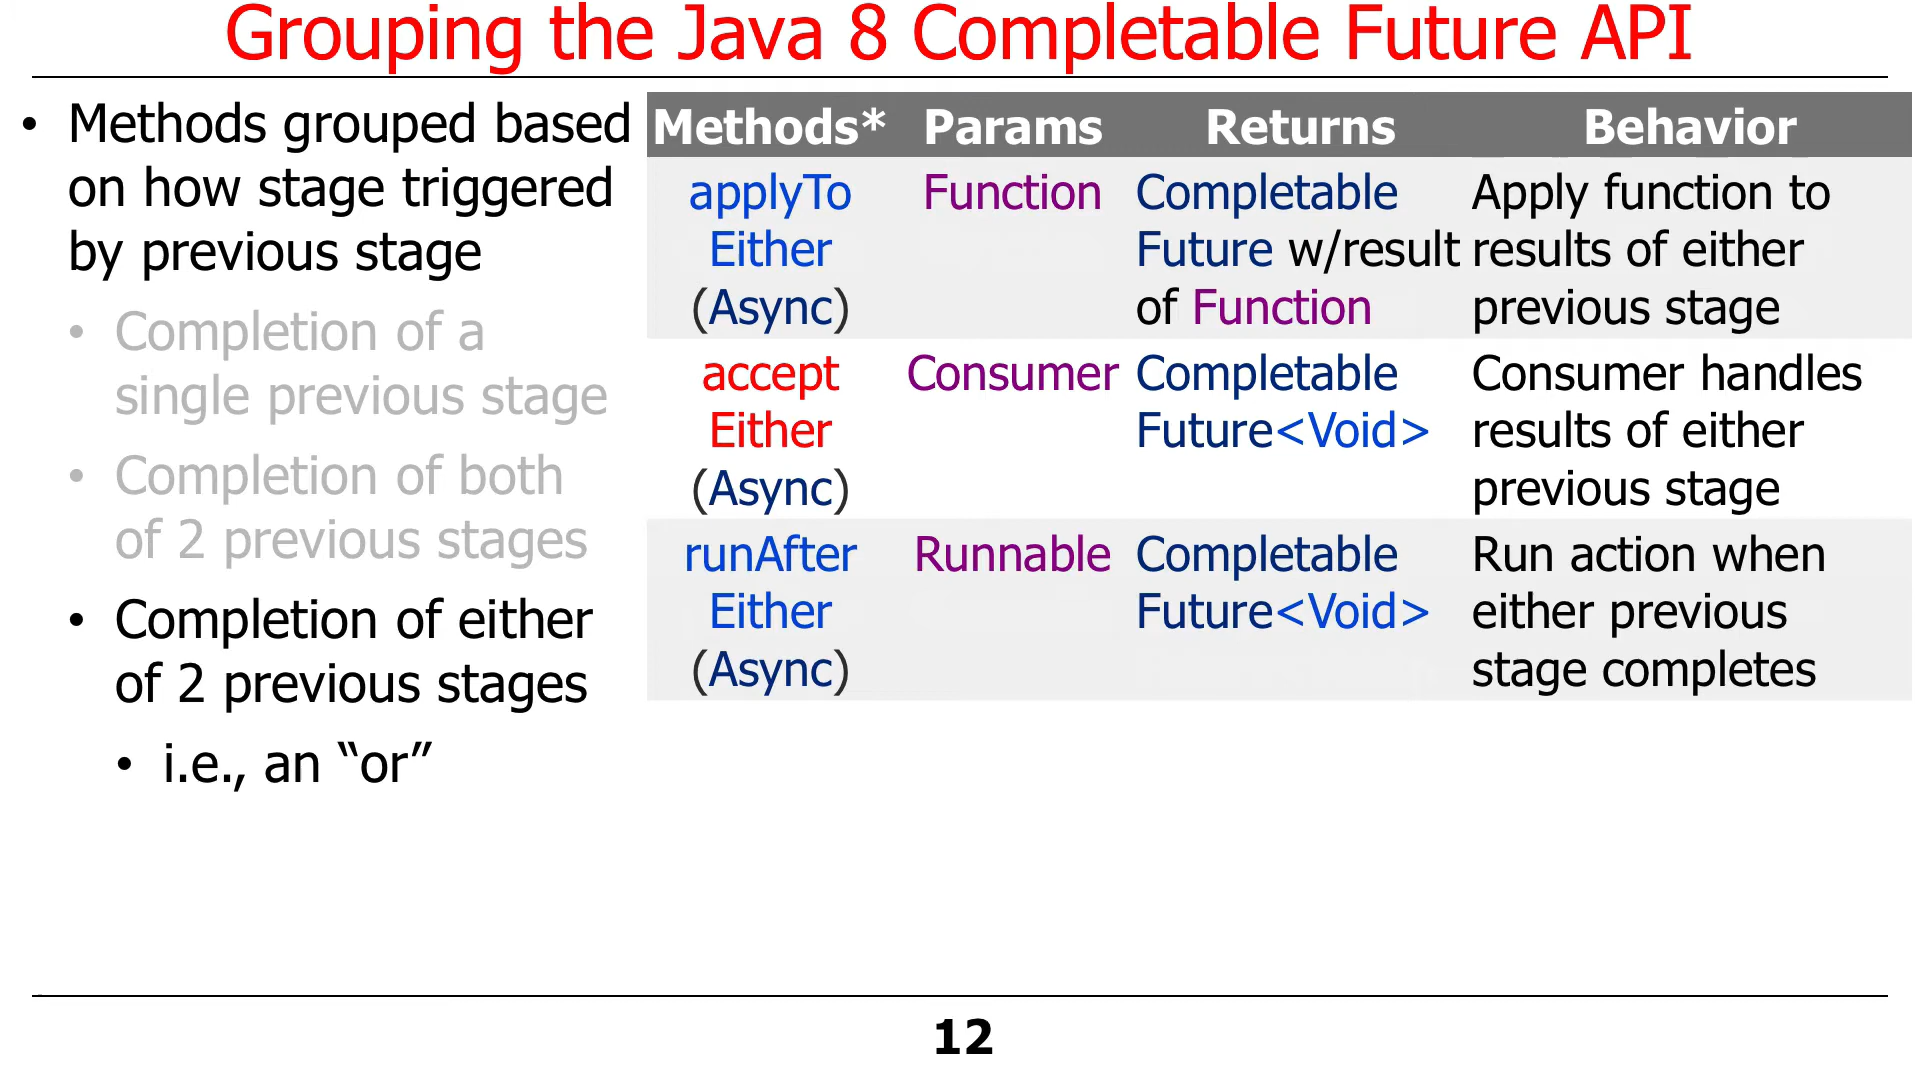 Grouping the Java 8 Completable Future API
• Methods grouped based
on how stage triggered
by previous stage
• Completion of a
single previous stage
• Completion of both
of 2 previous stages
• Completion of either
of 2 previous stages
• i.e., an “or”
Methods* Params Returns Behavior
applyTo Function Completable Apply function to
Either Future w/result results of either
(Async) of Function previous stage
accept Consumer Completable Consumer handles
Either Future<Void> results of either
(Async) previous stage
runAfter Runnable Completable Run action when
Either Future<Void> either previous
(Async) stage completes
12